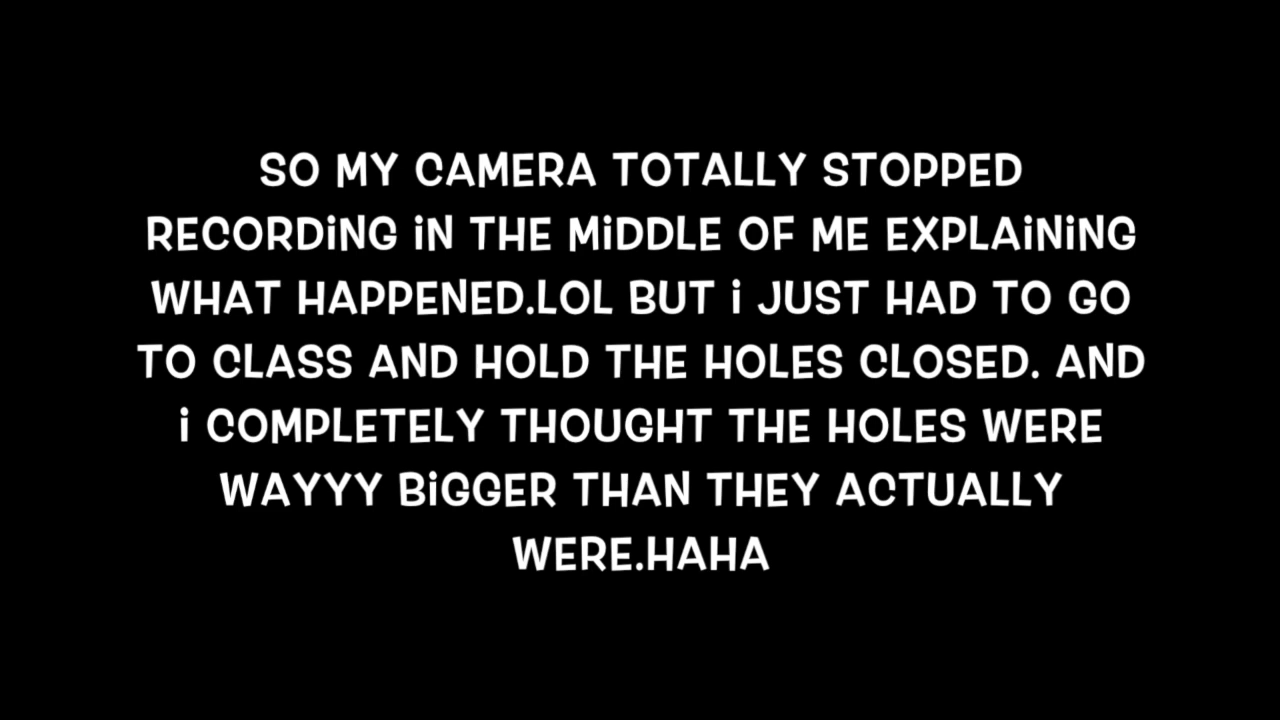 SO MY CAMERA TOTALLY STOPPED
RECORDiNG iN THE MiDDLE OF ME EXPLAiNiNG
WHAT HAPPENED.LOL BUT i JUST HAD TO GO
TO CLASS AND HOLD THE HOLES CLOSED. AND
i COMPLETELY THOUGHT THE HOLES WERE
WAYYY BiGGER THAN THEY ACTUALLY
WERE.HAHA